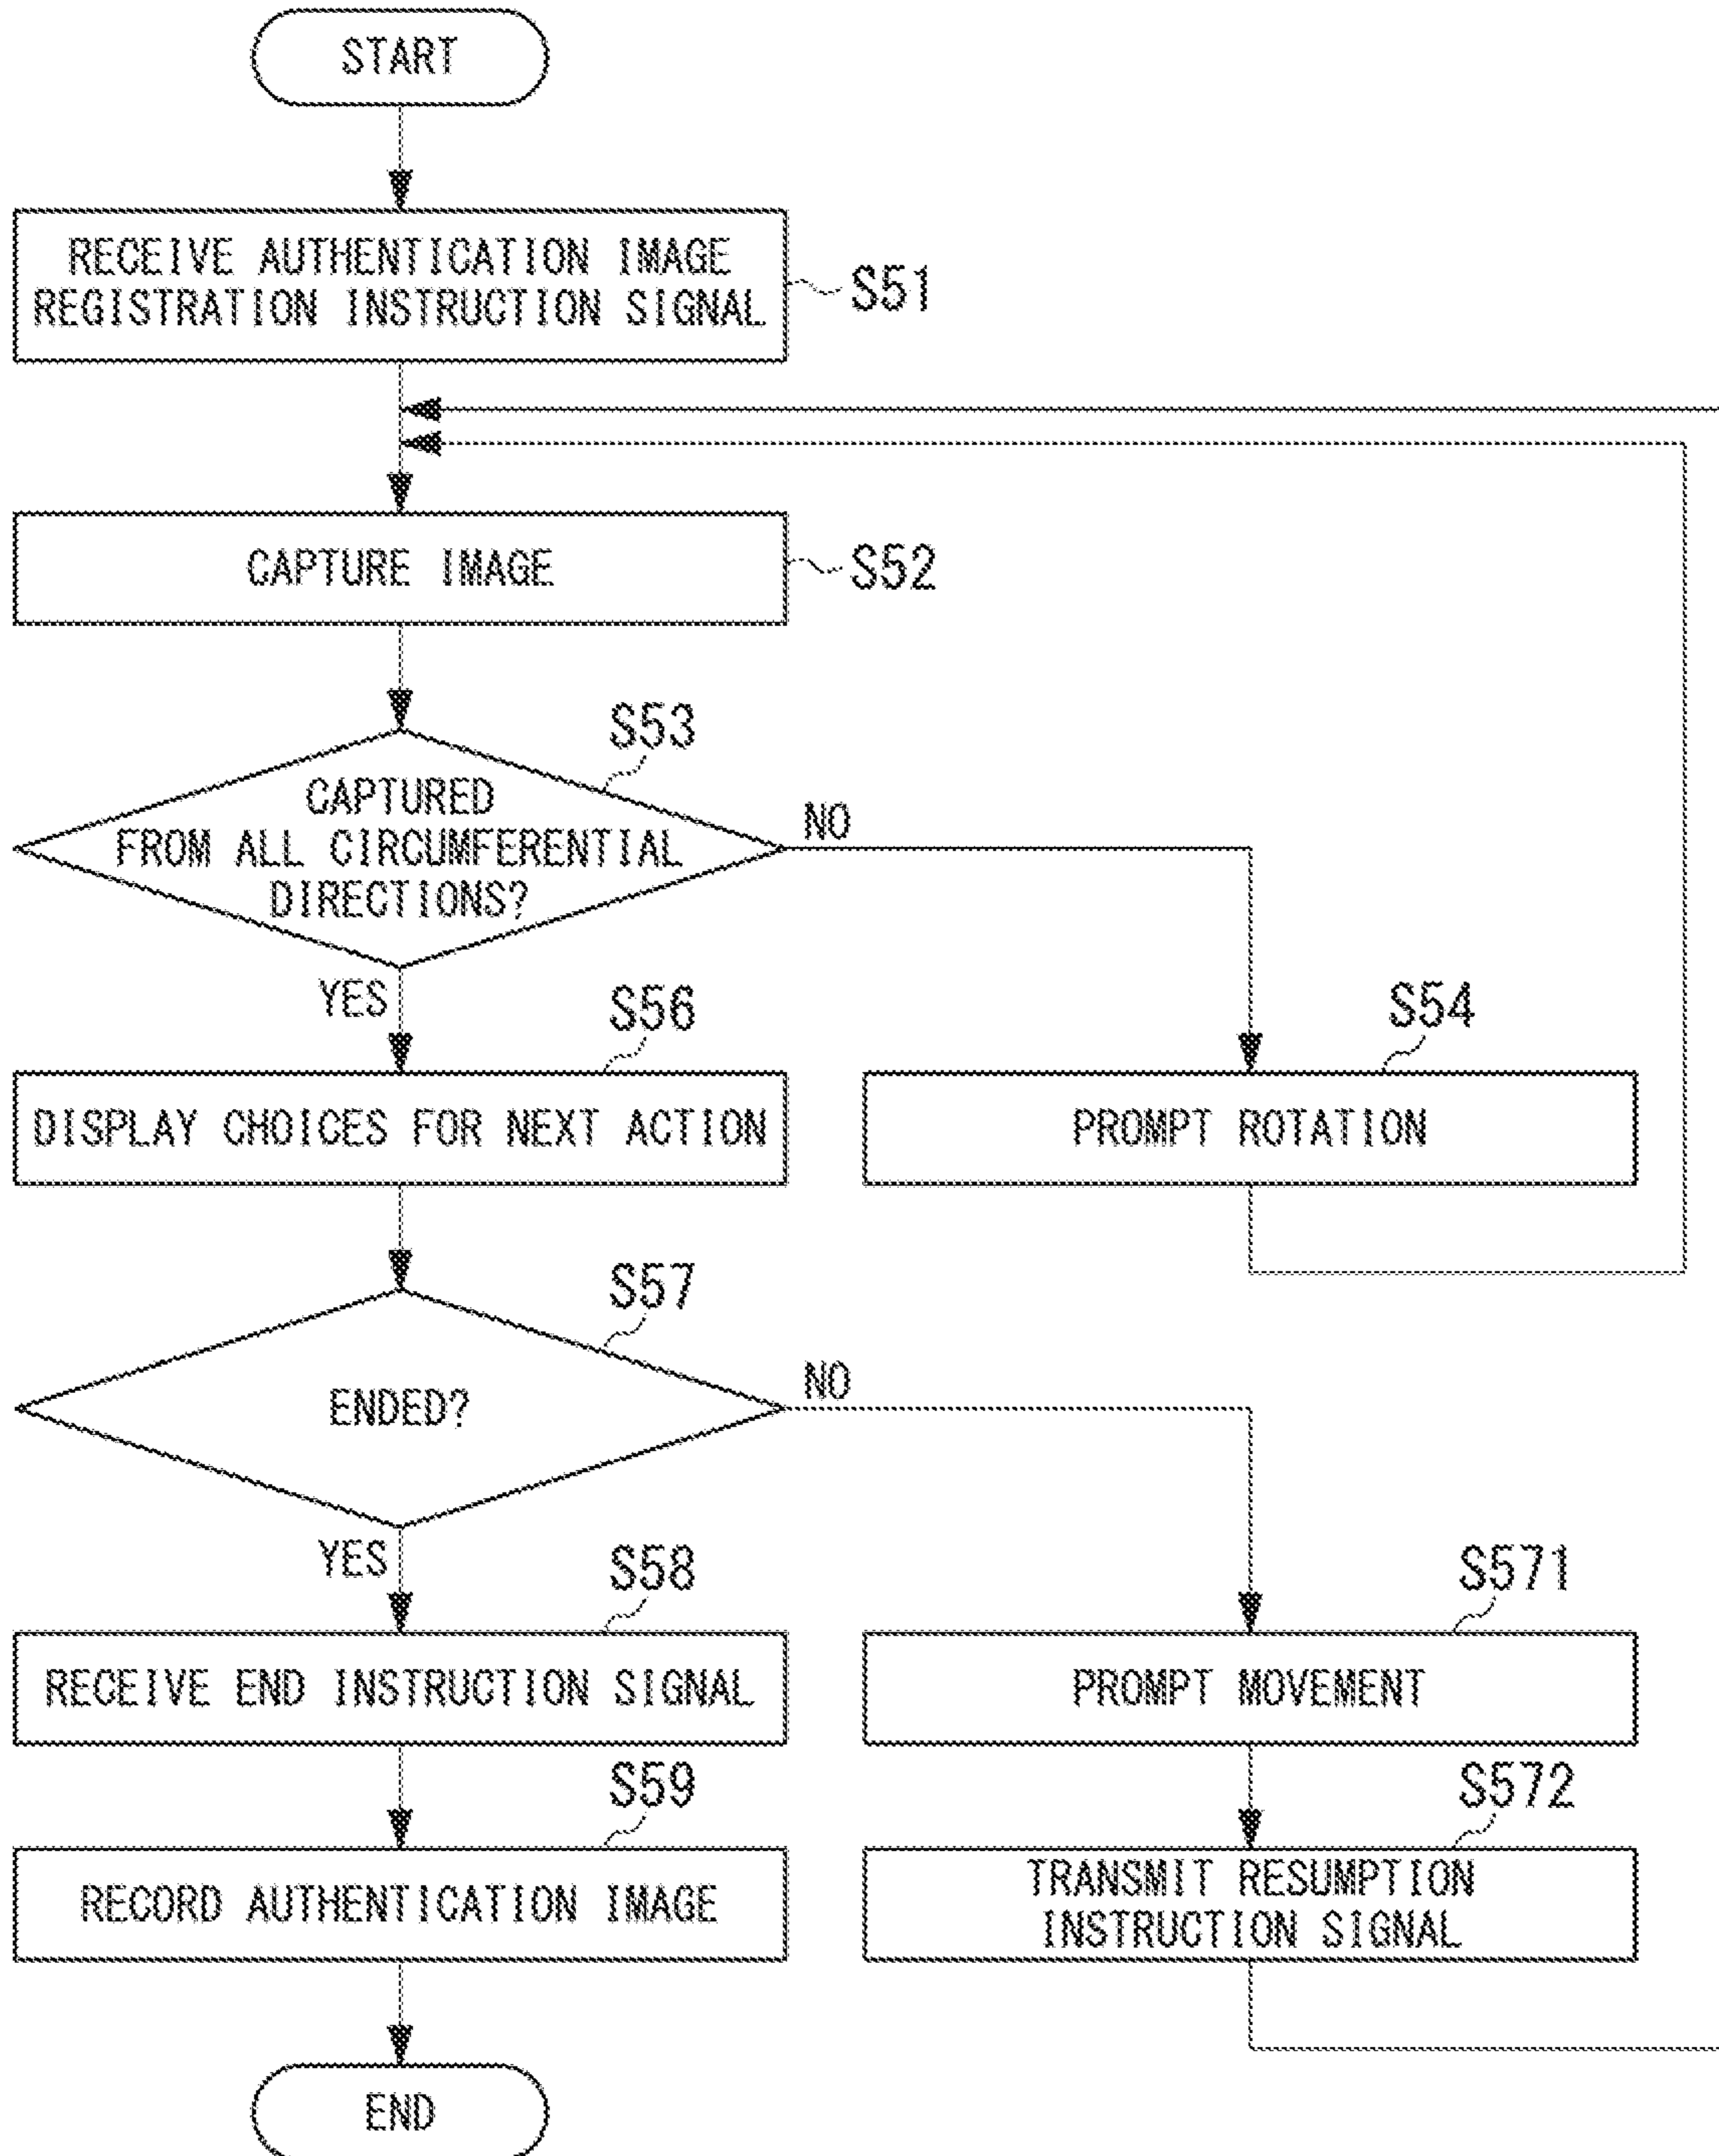 START
RECEIVE AUTHENTICATION IMAGE
REGISTRATION INSTRUCTION SIGNAL
S51
CAPTURE IMAGE
S52
S53
CAPTURED
FROM ALL CIRCUMFERENTIAL
DIRECTIONS?
NO
YES
S56
DISPLAY CHOICES FOR NEXT ACTION
S54
PROMPT ROTATION
S57
ENDED?
NO
YES
S58
RECEIVE END INSTRUCTION SIGNAL
S571
PROMPT MOVEMENT
S59
RECORD AUTHENTICATION IMAGE
S572
TRANSMIT RESUMPTION
INSTRUCTION SIGNAL
END